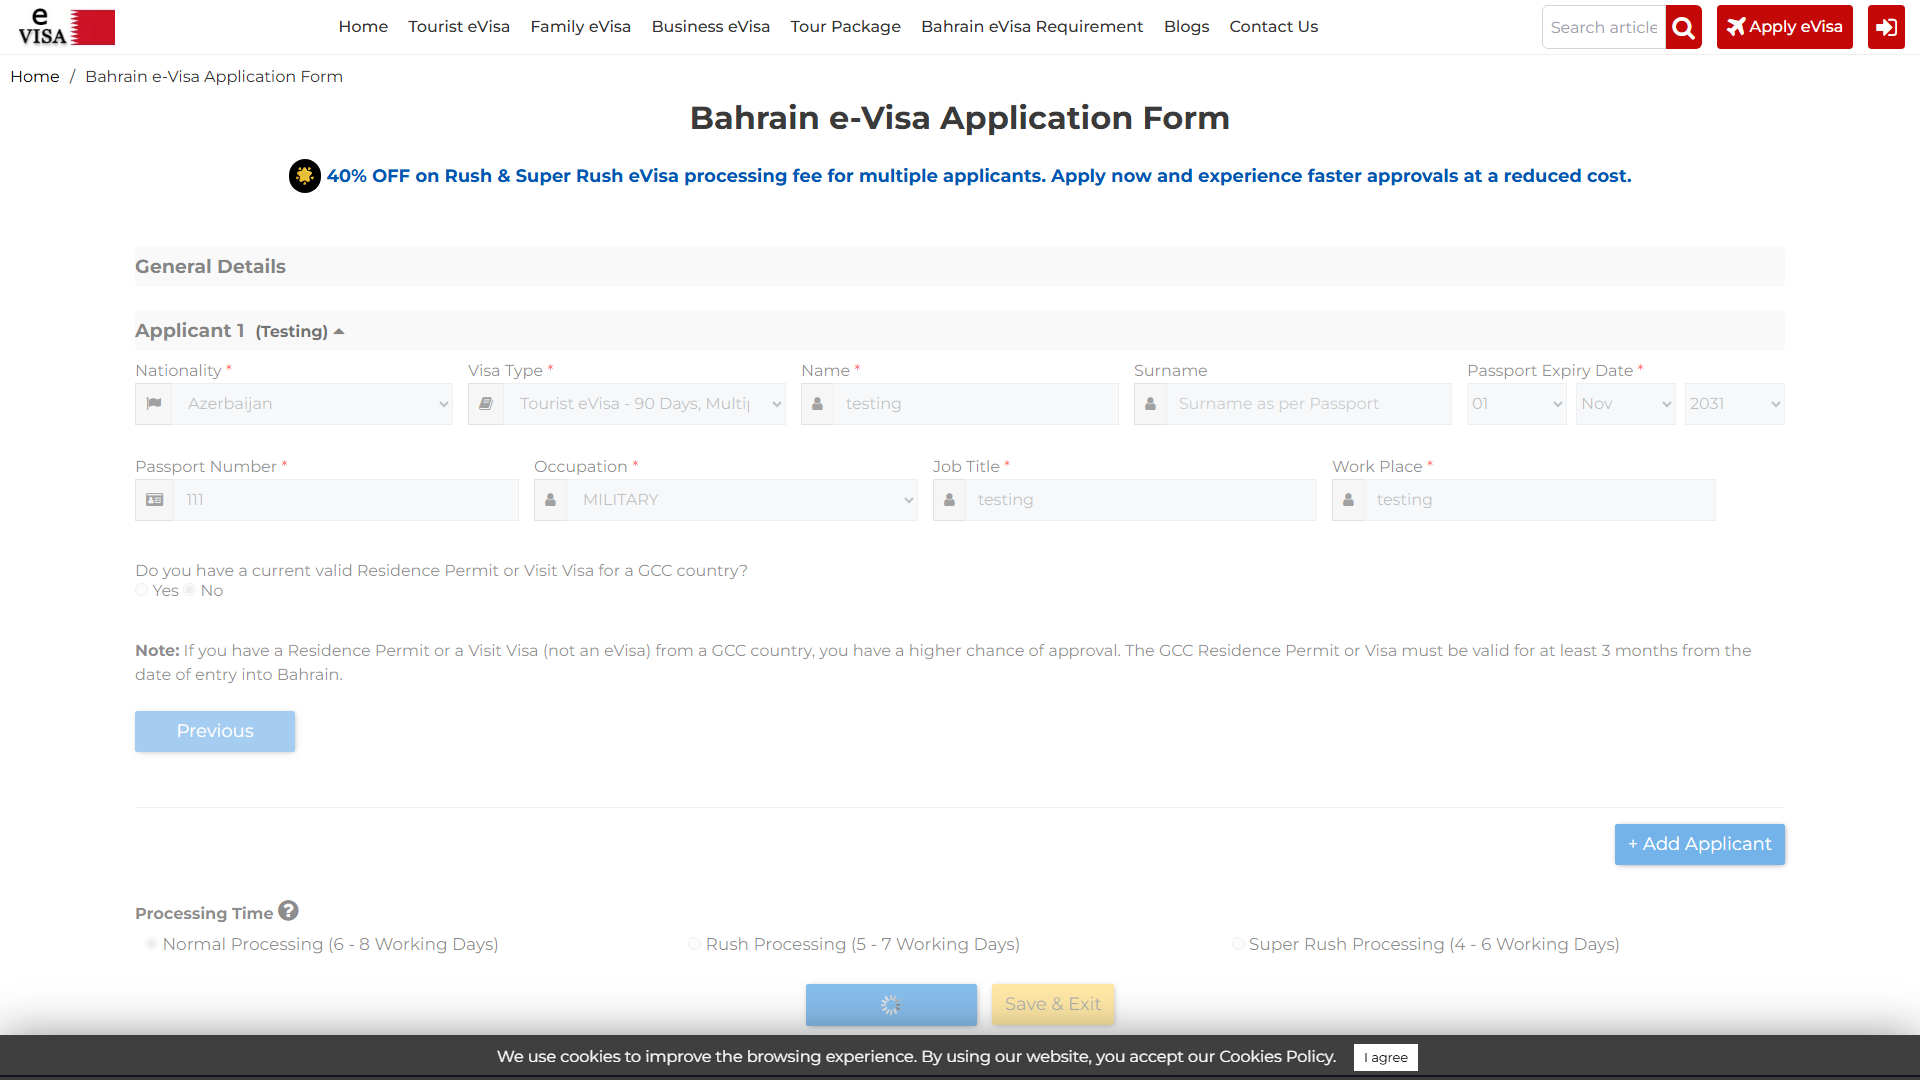 e
VISA
Home Tourist eVisa Family eVisa Business eVisa Tour Package Bahrain eVisa Requirement Blogs Contact Us Search article Apply eVisa
Home / Bahrain e-Visa Application Form
Bahrain e-Visa Application Form
40% OFF on Rush & Super Rush eVisa processing fee for multiple applicants. Apply now and experience faster approvals at a reduced cost.
General Details
Applicant 1 (Testing)
Nationality * Visa Type * Name * Surname Passport Expiry Date *
Azerbaijan Tourist eVisa - 90 Days, Multip testing Surname as per Passport 01 Nov 2031
Passport Number * Occupation * Job Title * Work Place *
111 MILITARY testing testing
Do you have a current valid Residence Permit or Visit Visa for a GCC country?
Yes No
Note: If you have a Residence Permit or a Visit Visa (not an eVisa) from a GCC country, you have a higher chance of approval. The GCC Residence Permit or Visa must be valid for at least 3 months from the
date of entry into Bahrain.
Previous
+ Add Applicant
Processing Time ?
Normal Processing (6 - 8 Working Days) Rush Processing (5 - 7 Working Days) Super Rush Processing (4 - 6 Working Days)
Save & Exit
We use cookies to improve the browsing experience. By using our website, you accept our Cookies Policy. I agree